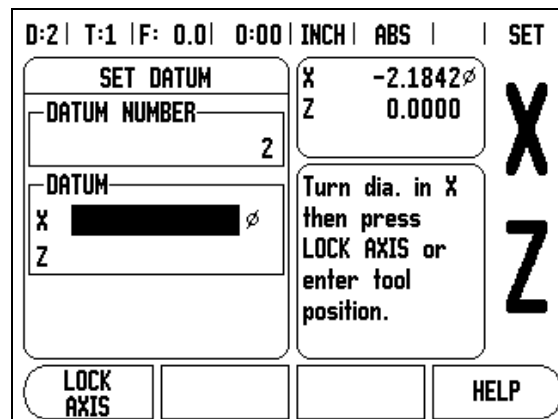 D:2 | T:1 | F: 0.0 | 0:00 | INCH | ABS | | SET
SET DATUM
DATUM NUMBER
2
DATUM
X ⌀
Z
X -2.1842⌀
Z 0.0000
Turn dia. in X
then press
LOCK AXIS or
enter tool
position.
X
Z
LOCK
AXIS
HELP